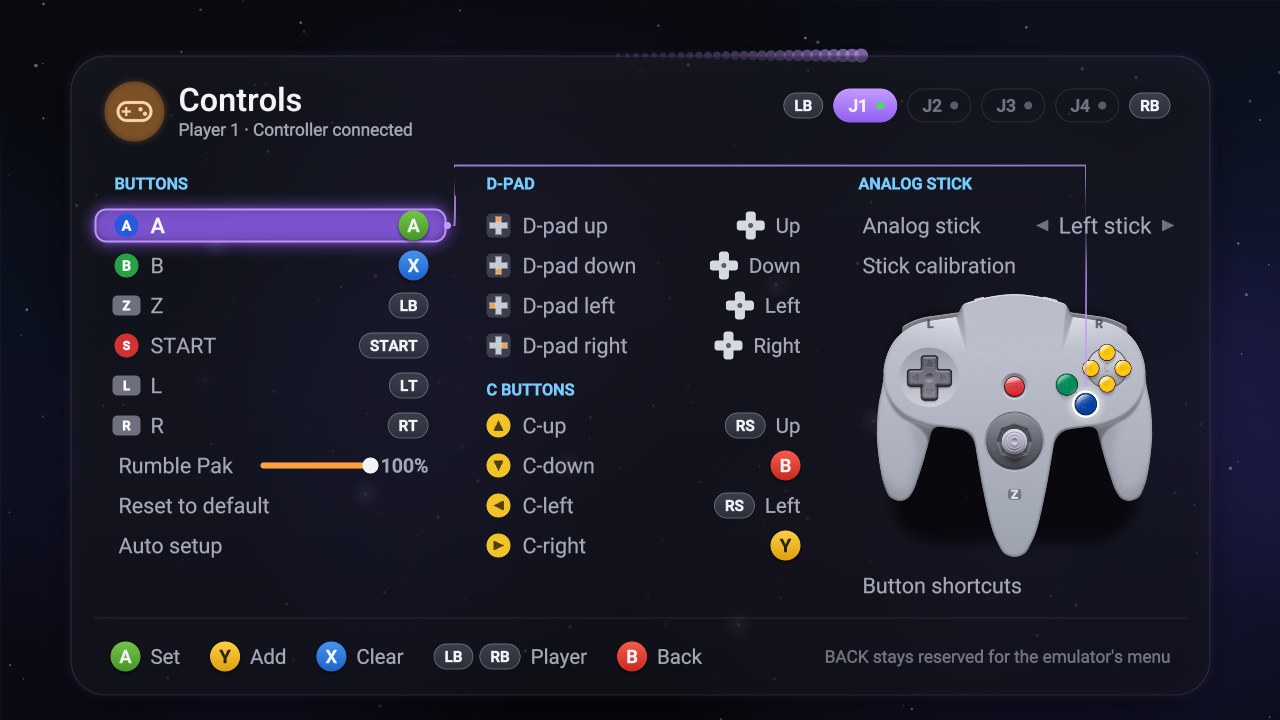 Controls
Player 1 · Controller connected
LB J1 J2 J3 J4 RB
BUTTONS
A A A
B B X
Z Z LB
S START START
L L LT
R R RT
Rumble Pak 100%
Reset to default
Auto setup
D-PAD
D-pad up Up
D-pad down Down
D-pad left Left
D-pad right Right
C BUTTONS
C-up RS Up
C-down B
C-left RS Left
C-right Y
ANALOG STICK
Analog stick ◀ Left stick ▶
Stick calibration
L R
Z
Button shortcuts
A Set Y Add X Clear LB RB Player B Back
BACK stays reserved for the emulator's menu